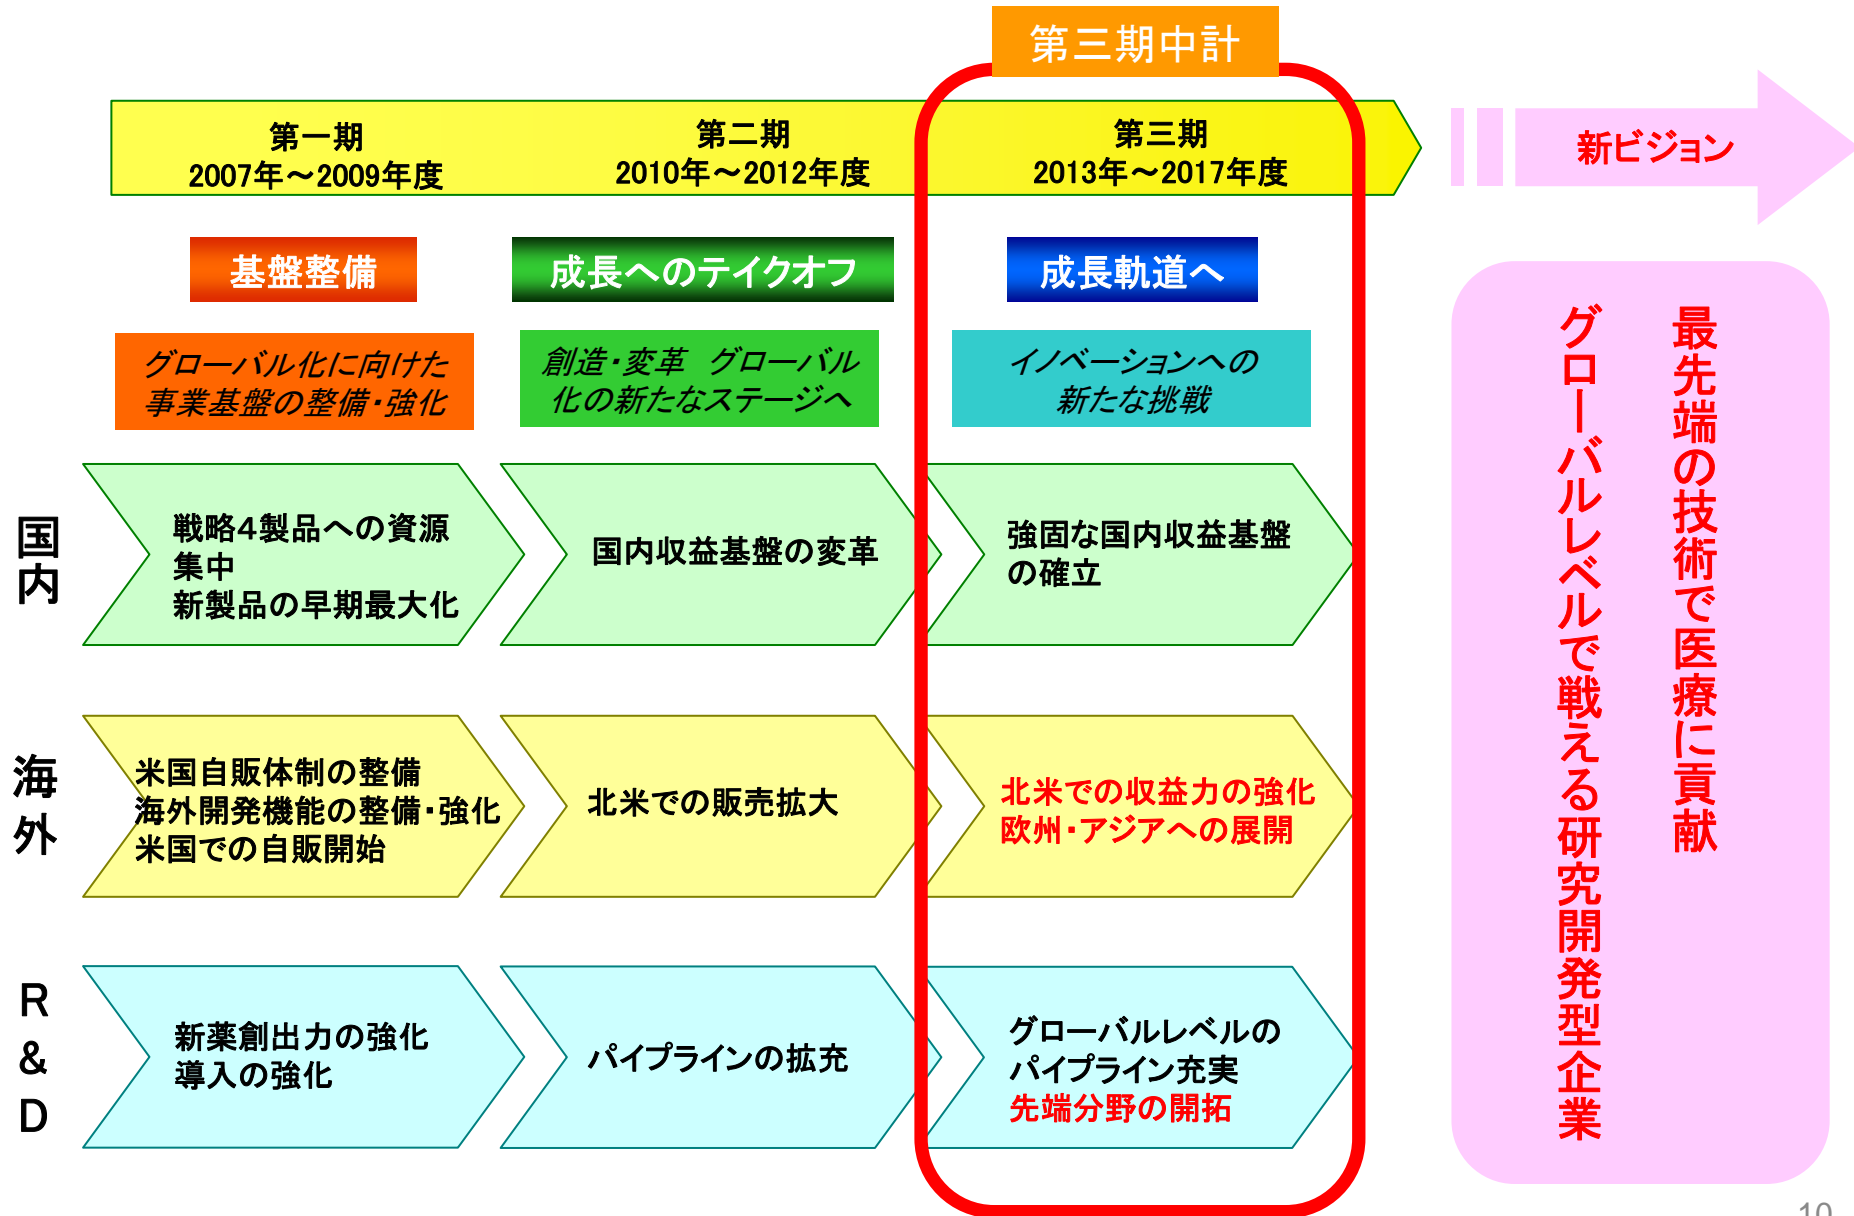 第三期中計
第一期
2007年～2009年度
第二期
2010年～2012年度
第三期
2013年～2017年度
新ビジョン
基盤整備
成長へのテイクオフ
成長軌道へ
グローバル化に向けた
事業基盤の整備・強化
創造・変革　グローバル
化の新たなステージへ
イノベーションへの
新たな挑戦
国内
戦略4製品への資源
集中
新製品の早期最大化
国内収益基盤の変革
強固な国内収益基盤
の確立
海外
米国自販体制の整備
海外開発機能の整備・強化
米国での自販開始
北米での販売拡大
北米での収益力の強化
欧州・アジアへの展開
R&D
新薬創出力の強化
導入の強化
パイプラインの拡充
グローバルレベルの
パイプライン充実
先端分野の開拓
最先端の技術で医療に貢献
グローバルレベルで戦える研究開発型企業
10